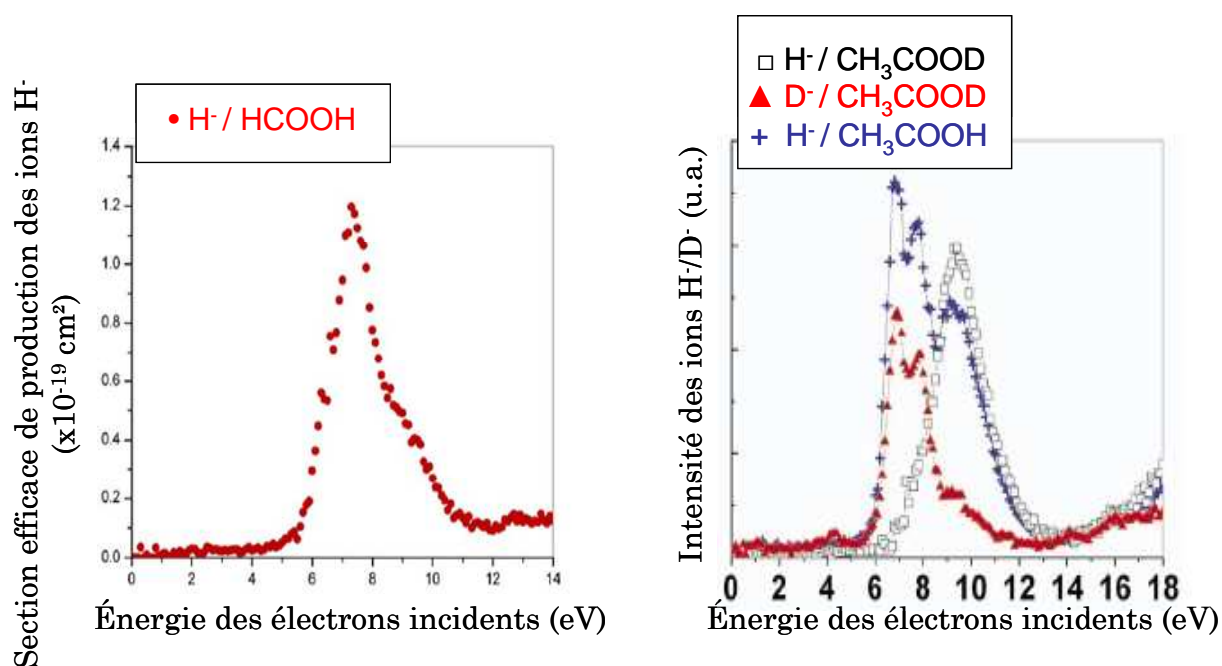 Section efficace de production des ions H-
(x10-19 cm²)
• H- / HCOOH
1.4
1.2
1.0
0.8
0.6
0.4
0.2
0.0
0 2 4 6 8 10 12 14
Énergie des électrons incidents (eV)
□ H- / CH3COOD
▲ D- / CH3COOD
+ H- / CH3COOH
Intensité des ions H-/D- (u.a.)
0 2 4 6 8 10 12 14 16 18
Énergie des électrons incidents (eV)